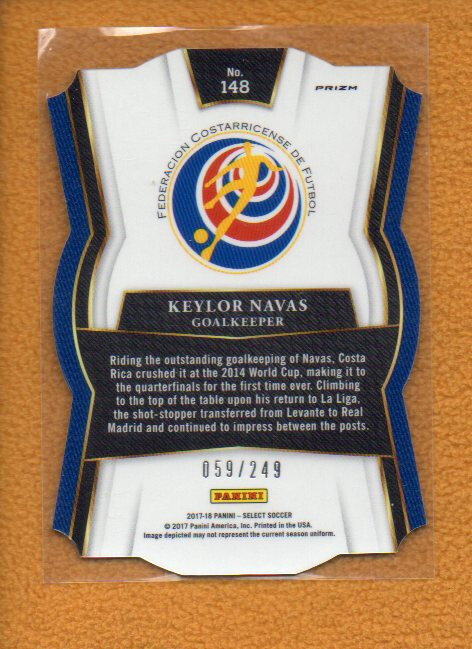 No.
148
PRIZM
FEDERACION COSTARRICENSE DE FUTBOL
KEYLOR NAVAS
GOALKEEPER
Riding the outstanding goalkeeping of Navas, Costa
Rica crushed it at the 2014 World Cup, making it to
the quarterfinals for the first time ever. Climbing
to the top of the table upon his return to La Liga,
the shot-stopper transferred from Levante to Real
Madrid and continued to impress between the posts.
059/249
PANINI
2017-18 PANINI – SELECT SOCCER
© 2017 Panini America, Inc. Printed in the USA.
Image depicted may not represent the current season uniform.